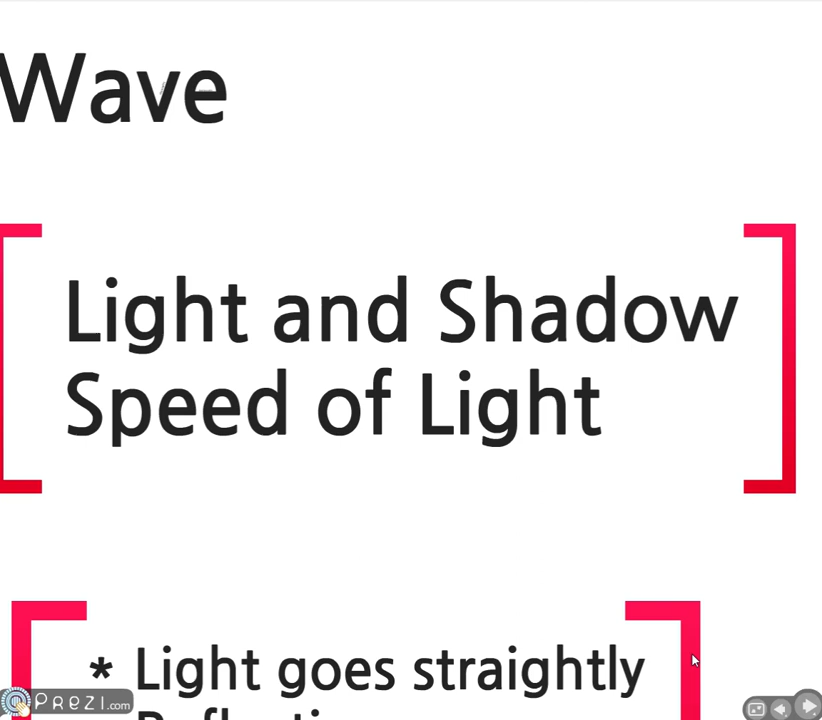 Wave
Light and Shadow
Speed of Light
* Light goes straightly
PREZI.com